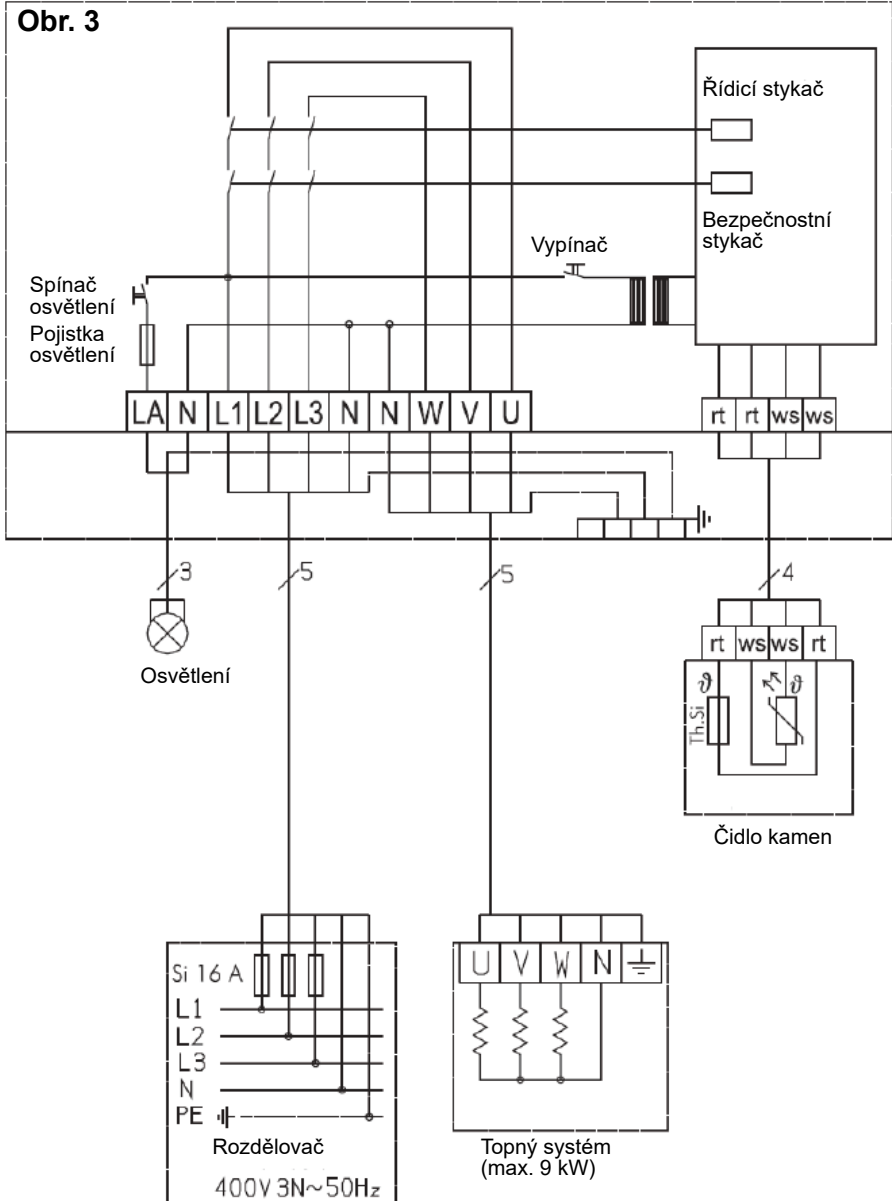 Obr. 3
Řídicí stykač
Bezpečnostní
stykač
Vypínač
Spínač
osvětlení
Pojistka
osvětlení
LA N L1 L2 L3 N N W V U
rt rt ws ws
3
5
5
4
Osvětlení
rt ws ws rt
ϑ
ϑ
Th.Si
Čidlo kamen
Si 16 A
L1
L2
L3
N
PE
Rozdělovač
400V 3N~50Hz
U V W N
Topný systém
(max. 9 kW)